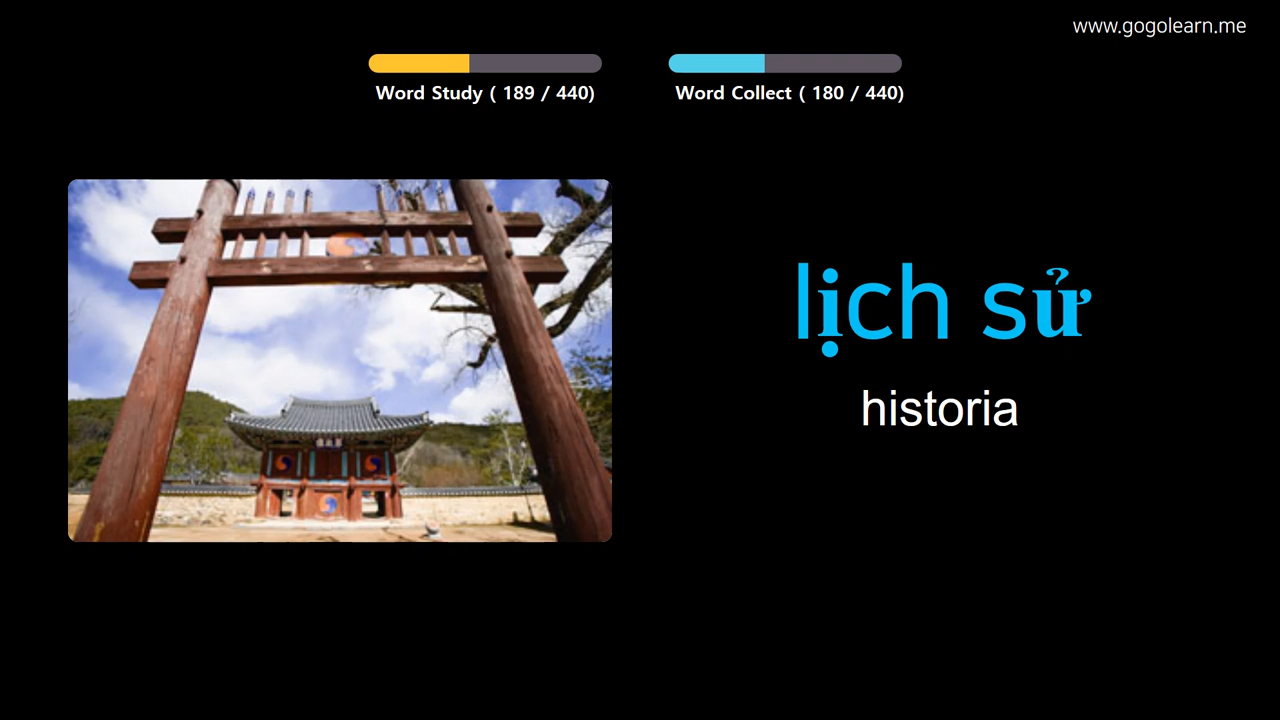 www.gogolearn.me
Word Study ( 189 / 440)
Word Collect ( 180 / 440)
lịch sử
historia